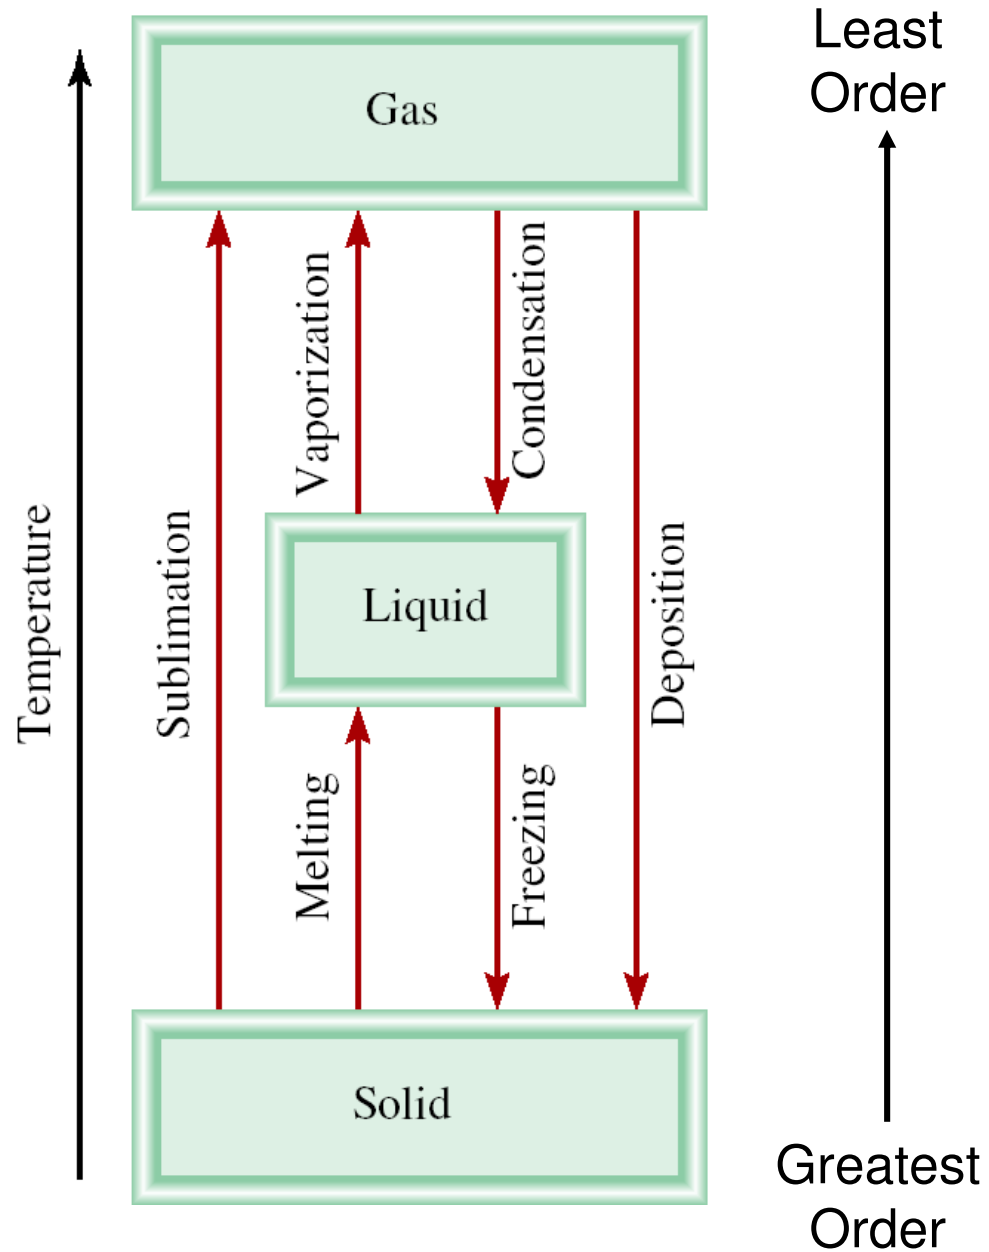 Least
Order
Gas
Vaporization
Condensation
Temperature
Sublimation
Liquid
Deposition
Melting
Freezing
Solid
Greatest
Order